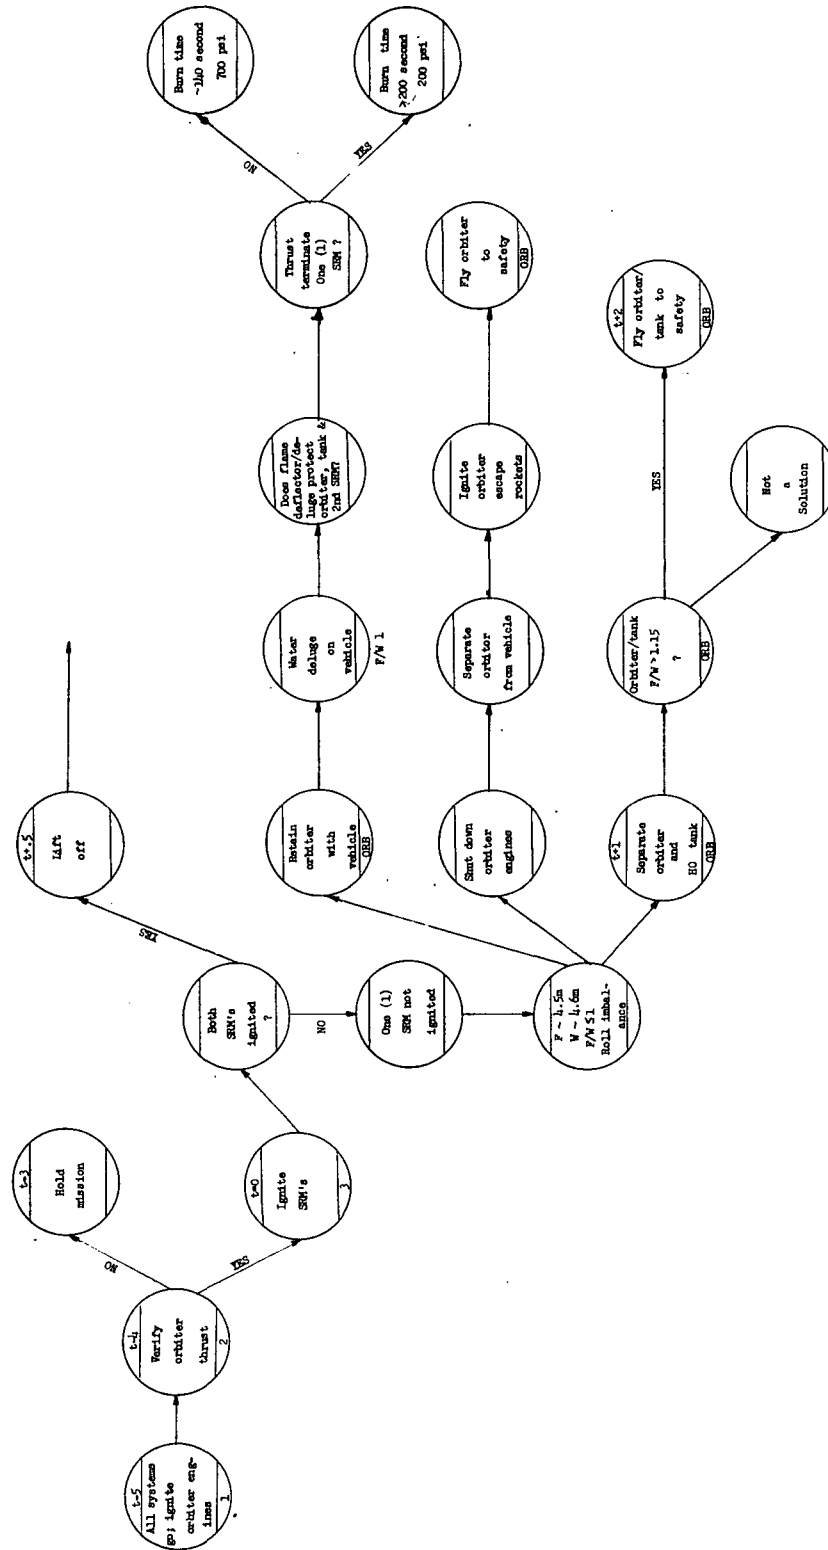 t-5
All systems
go; ignite
orbiter eng-
ines
1
t-4
Verify
orbiter
thrust
2
NO
t-3
Hold
mission
YES
t=0
Ignite
SRM's
3
Both
SRM's
ignited
?
YES
t+.5
Lift
off
NO
One (1)
SRM not
ignited
F ~ 4.5m
W ~ 4.6m
F/W ≤ 1
Roll imbal-
ance
Retain
orbiter
with
vehicle
ORB
Water
deluge
on
vehicle
F/W 1
Does flame
deflector/de-
luge protect
orbiter, tank &
2nd SRM?
Thrust
terminate
One (1)
SRM ?
NO
Burn time
~140 second
700 psi
YES
Burn time
≥200 second
~ 200 psi
Shut down
orbiter
engines
Separate
orbitor
from vehicle
Ignite
orbiter
escape
rockets
Fly orbiter
to
safety
ORB
t+1
Separate
orbiter
and
HO tank
ORB
Orbiter/tank
F/W > 1.15
?
ORB
YES
t+2
Fly orbiter/
tank to
safety
ORB
Not
a
Solution